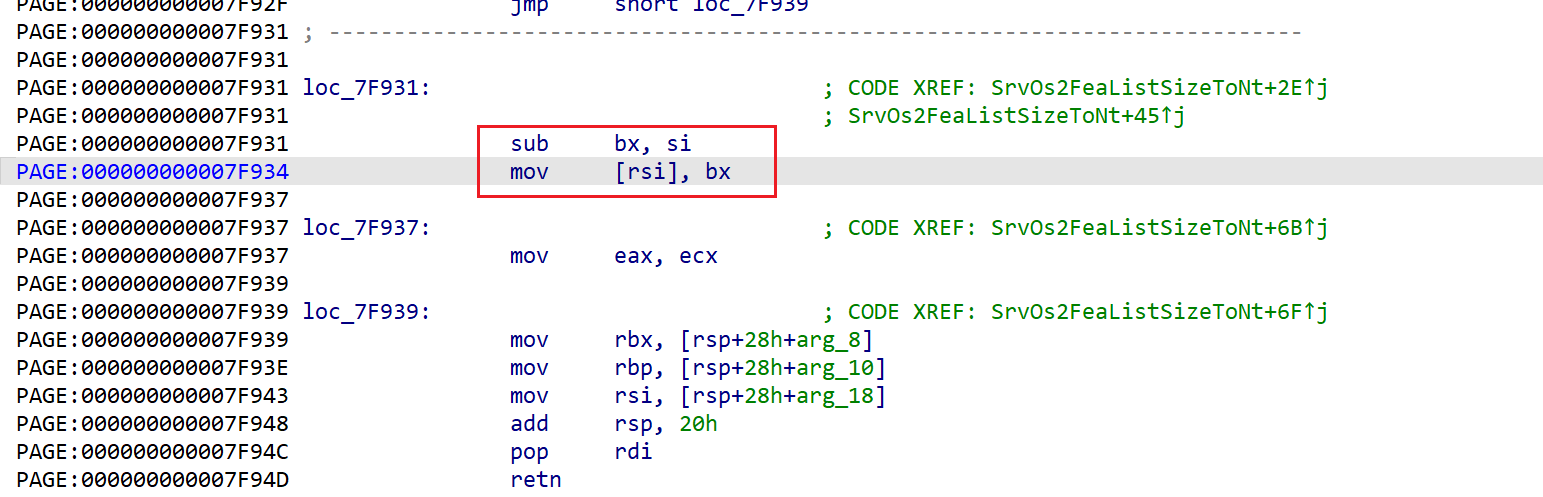 PAGE:000000000007F92F jmp short loc_7F939
PAGE:000000000007F931 ; ---------------------------------------------------------------------------
PAGE:000000000007F931
PAGE:000000000007F931 loc_7F931: ; CODE XREF: SrvOs2FeaListSizeToNt+2E↑j
PAGE:000000000007F931 ; SrvOs2FeaListSizeToNt+45↑j
PAGE:000000000007F931 sub bx, si
PAGE:000000000007F934 mov [rsi], bx
PAGE:000000000007F937
PAGE:000000000007F937 loc_7F937: ; CODE XREF: SrvOs2FeaListSizeToNt+6B↑j
PAGE:000000000007F937 mov eax, ecx
PAGE:000000000007F939
PAGE:000000000007F939 loc_7F939: ; CODE XREF: SrvOs2FeaListSizeToNt+6F↑j
PAGE:000000000007F939 mov rbx, [rsp+28h+arg_8]
PAGE:000000000007F93E mov rbp, [rsp+28h+arg_10]
PAGE:000000000007F943 mov rsi, [rsp+28h+arg_18]
PAGE:000000000007F948 add rsp, 20h
PAGE:000000000007F94C pop rdi
PAGE:000000000007F94D retn